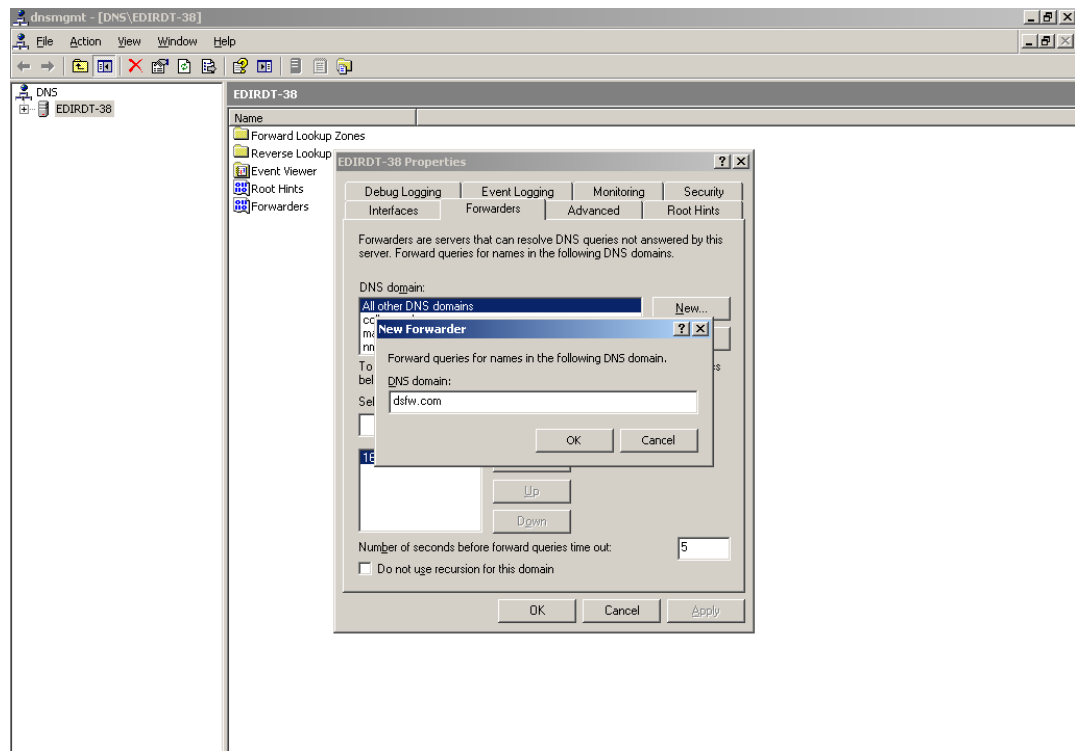 dnsmgmt - [DNS\EDIRDT-38]
File Action View Window Help
DNS
EDIRDT-38
EDIRDT-38
Name
Forward Lookup Zones
Reverse Lookup
Event Viewer
Root Hints
Forwarders
EDIRDT-38 Properties
Debug Logging Event Logging Monitoring Security
Interfaces Forwarders Advanced Root Hints
Forwarders are servers that can resolve DNS queries not answered by this
server. Forward queries for names in the following DNS domains.
DNS domain:
All other DNS domains
New...
To
New Forwarder
Forward queries for names in the following DNS domain.
DNS domain:
dsfw.com
OK Cancel
Up
Down
Number of seconds before forward queries time out:
5
Do not use recursion for this domain
OK Cancel Apply